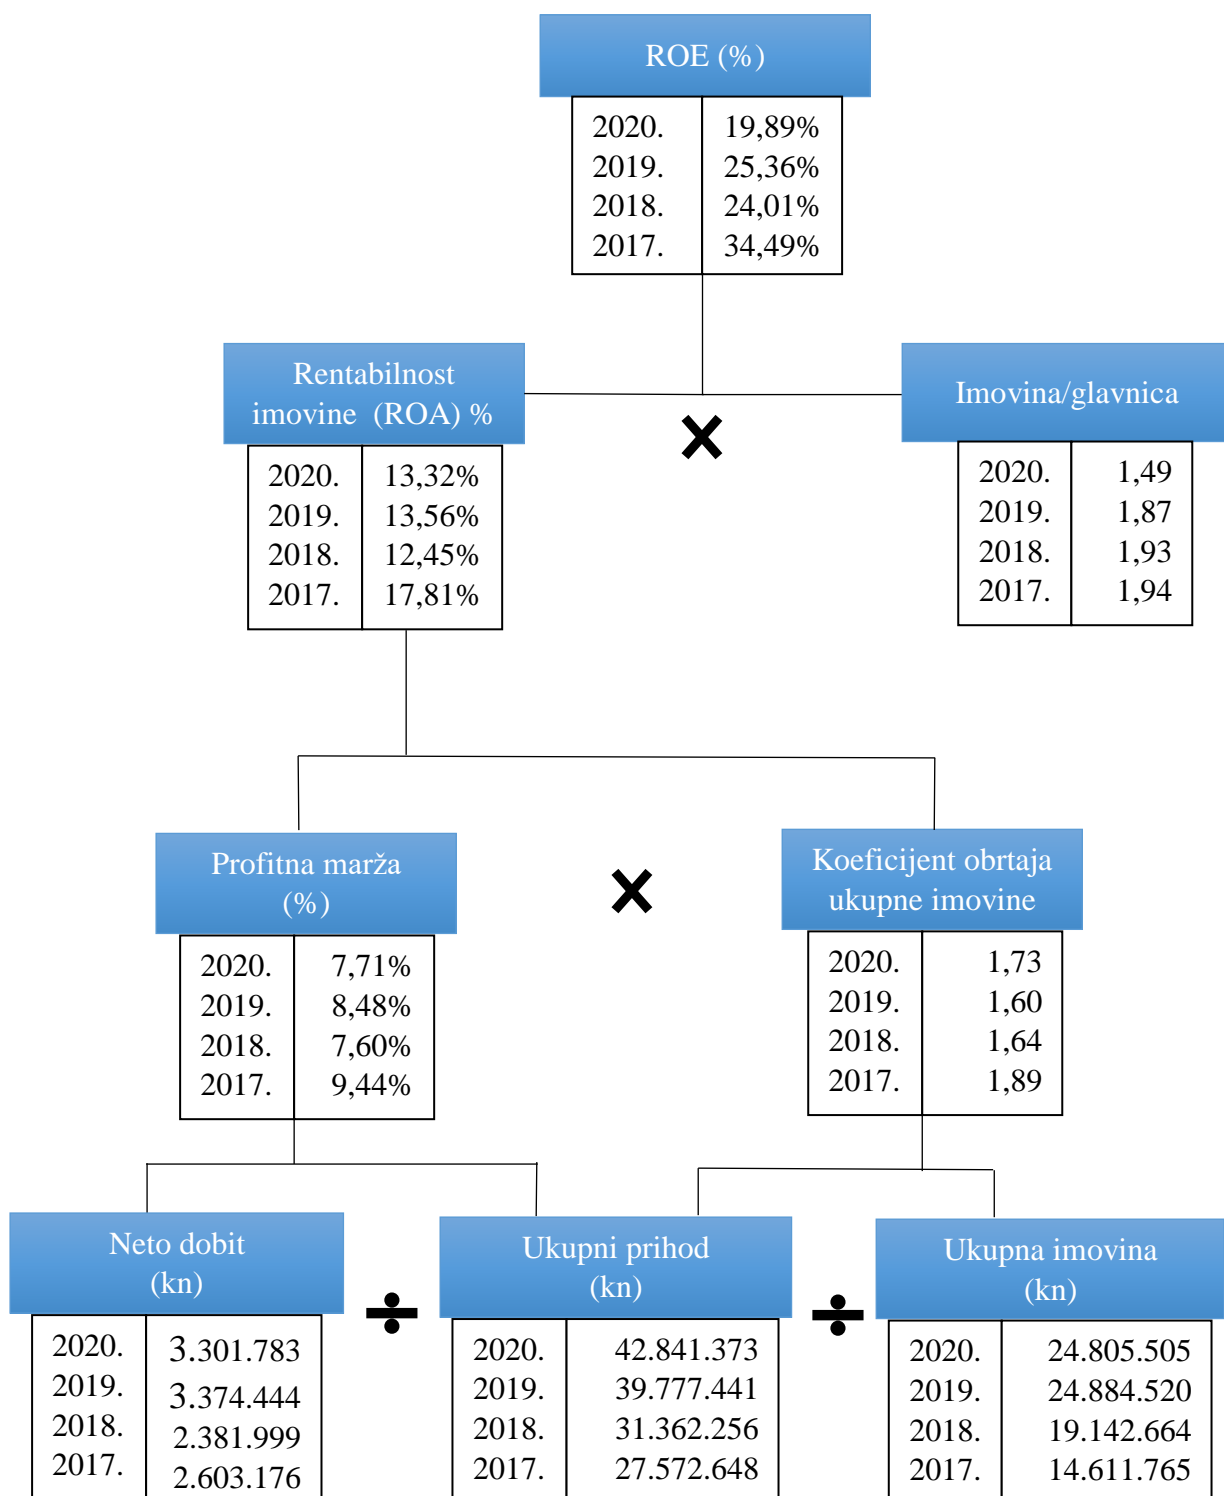 ROE (%)
2020. 19,89%
2019. 25,36%
2018. 24,01%
2017. 34,49%
Rentabilnost
imovine (ROA) %
2020. 13,32%
2019. 13,56%
2018. 12,45%
2017. 17,81%
×
Imovina/glavnica
2020. 1,49
2019. 1,87
2018. 1,93
2017. 1,94
Profitna marža
(%)
2020. 7,71%
2019. 8,48%
2018. 7,60%
2017. 9,44%
×
Koeficijent obrtaja
ukupne imovine
2020. 1,73
2019. 1,60
2018. 1,64
2017. 1,89
Neto dobit
(kn)
2020. 3.301.783
2019. 3.374.444
2018. 2.381.999
2017. 2.603.176
÷
Ukupni prihod
(kn)
2020. 42.841.373
2019. 39.777.441
2018. 31.362.256
2017. 27.572.648
÷
Ukupna imovina
(kn)
2020. 24.805.505
2019. 24.884.520
2018. 19.142.664
2017. 14.611.765